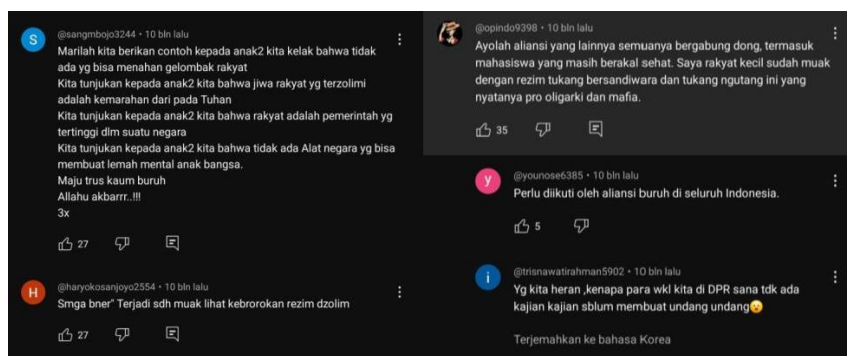 @sangmbojo3244 • 10 bln lalu
Marilah kita berikan contoh kepada anak2 kita kelak bahwa tidak
ada yg bisa menahan gelombak rakyat
Kita tunjukan kepada anak2 kita bahwa jiwa rakyat yg terzolimi
adalah kemarahan dari pada Tuhan
Kita tunjukan kepada anak2 kita bahwa rakyat adalah pemerintah yg
tertinggi dlm suatu negara
Kita tunjukan kepada anak2 kita bahwa tidak ada Alat negara yg bisa
membuat lemah mental anak bangsa.
Maju trus kaum buruh
Allahu akbarrr..!!!
3x
27
@haryokosanjoyo2554 • 10 bln lalu
Smga bner" Terjadi sdh muak lihat kebrorokan rezim dzolim
27
@opindo9398 • 10 bln lalu
Ayolah aliansi yang lainnya semuanya bergabung dong, termasuk
mahasiswa yang masih berakal sehat. Saya rakyat kecil sudah muak
dengan rezim tukang bersandiwara dan tukang ngutang ini yang
nyatanya pro oligarki dan mafia.
35
@younose6385 • 10 bln lalu
Perlu diikuti oleh aliansi buruh di seluruh Indonesia.
5
@trisnawatirahman5902 • 10 bln lalu
Yg kita heran ,kenapa para wkl kita di DPR sana tdk ada
kajian kajian sblum membuat undang undang😮
Terjemahkan ke bahasa Korea
S
H
y
i